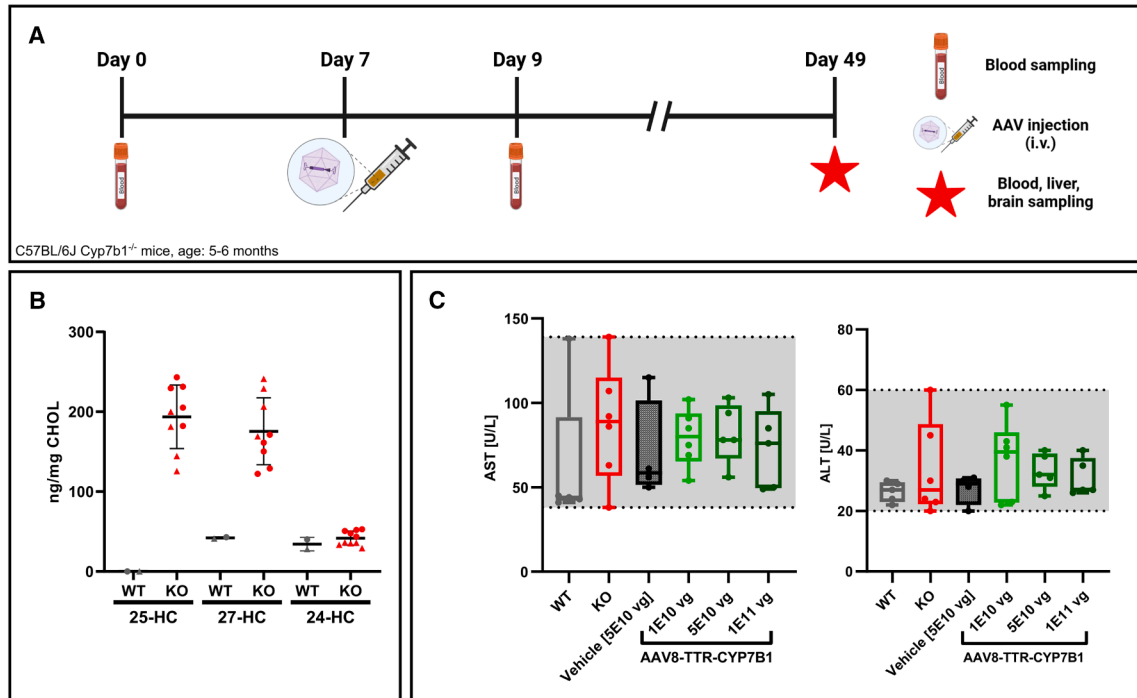 A
Day 0
Day 7
Day 9
Day 49
Blood
Blood
Blood
Blood sampling
AAV injection
(i.v.)
Blood, liver,
brain sampling
C57BL/6J Cyp7b1-/- mice, age: 5-6 months
B
ng/mg CHOL
300
200
100
0
WT KO WT KO WT KO
25-HC 27-HC 24-HC
C
AST [U/L]
150
100
50
0
WT
KO
Vehicle [5E10 vg]
1E10 vg
5E10 vg
1E11 vg
AAV8-TTR-CYP7B1
ALT [U/L]
80
60
40
20
0
WT
KO
Vehicle [5E10 vg]
1E10 vg
5E10 vg
1E11 vg
AAV8-TTR-CYP7B1